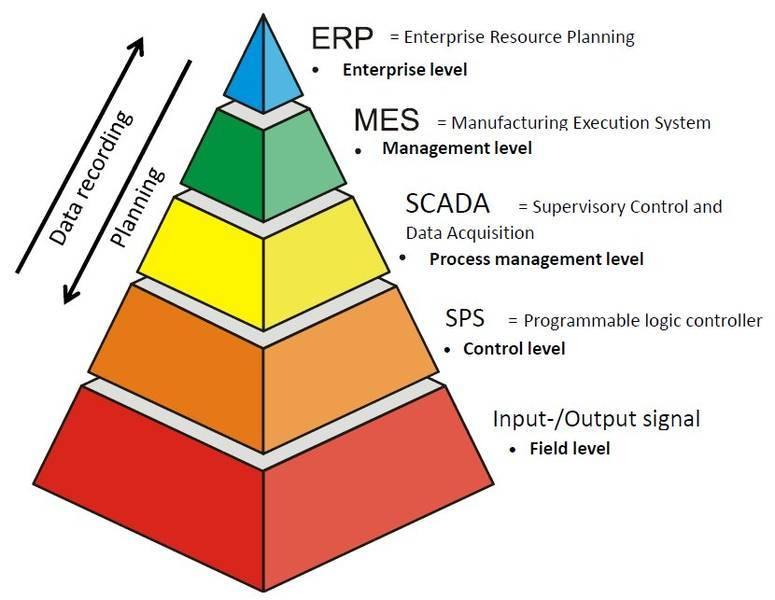 ERP = Enterprise Resource Planning
• Enterprise level
MES = Manufacturing Execution System
• Management level
SCADA = Supervisory Control and
Data Acquisition
• Process management level
SPS = Programmable logic controller
• Control level
Input-/Output signal
• Field level
Data recording
Planning